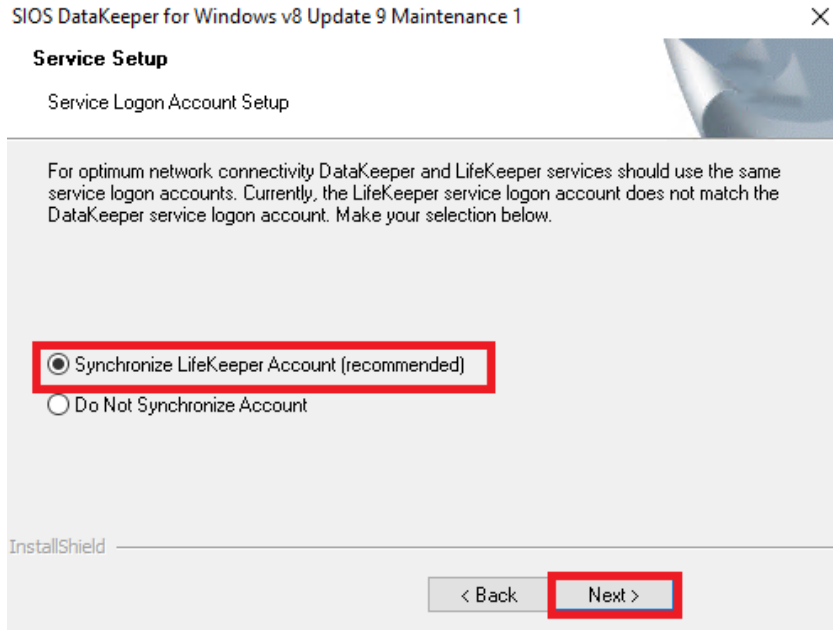 SIOS DataKeeper for Windows v8 Update 9 Maintenance 1
Service Setup
Service Logon Account Setup
For optimum network connectivity DataKeeper and LifeKeeper services should use the same
service logon accounts. Currently, the LifeKeeper service logon account does not match the
DataKeeper service logon account. Make your selection below.
Synchronize LifeKeeper Account (recommended)
Do Not Synchronize Account
InstallShield
< Back
Next >